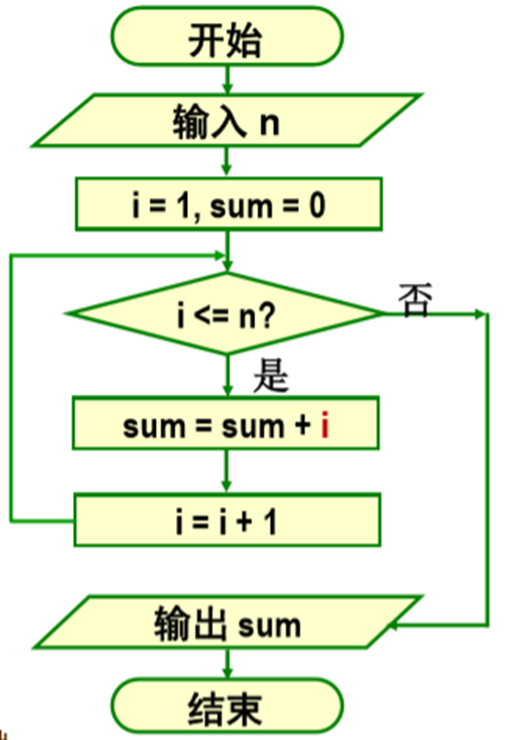 开始
输入 n
i = 1, sum = 0
i <= n?
否
是
sum = sum + i
i = i + 1
输出 sum
结束